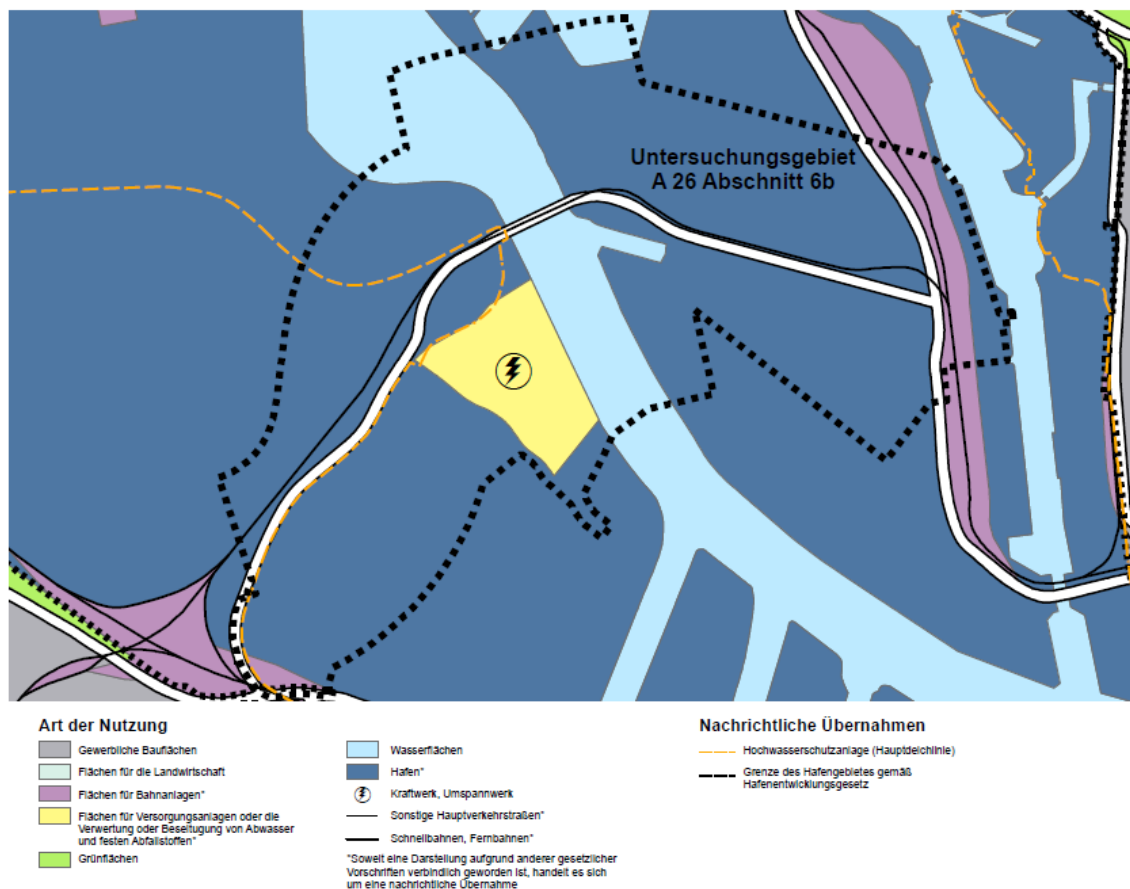 Untersuchungsgebiet
A 26 Abschnitt 6b
Art der Nutzung
Gewerbliche Bauflächen
Flächen für die Landwirtschaft
Flächen für Bahnanlagen*
Flächen für Versorgungsanlagen oder die
Verwertung oder Beseitugung von Abwasser
und festen Abfallstoffen*
Grünflächen
Wasserflächen
Hafen*
Kraftwerk, Umspannwerk
Sonstige Hauptverkehrstraßen*
Schnellbahnen, Fernbahnen*
*Soweit eine Darstellung aufgrund anderer gesetzlicher
Vorschriften verbindlich geworden ist, handelt es sich
um eine nachrichtliche Übernahme
Nachrichtliche Übernahmen
Hochwasserschutzanlage (Hauptdeichlinie)
Grenze des Hafengebietes gemäß
Hafenentwicklungsgesetz